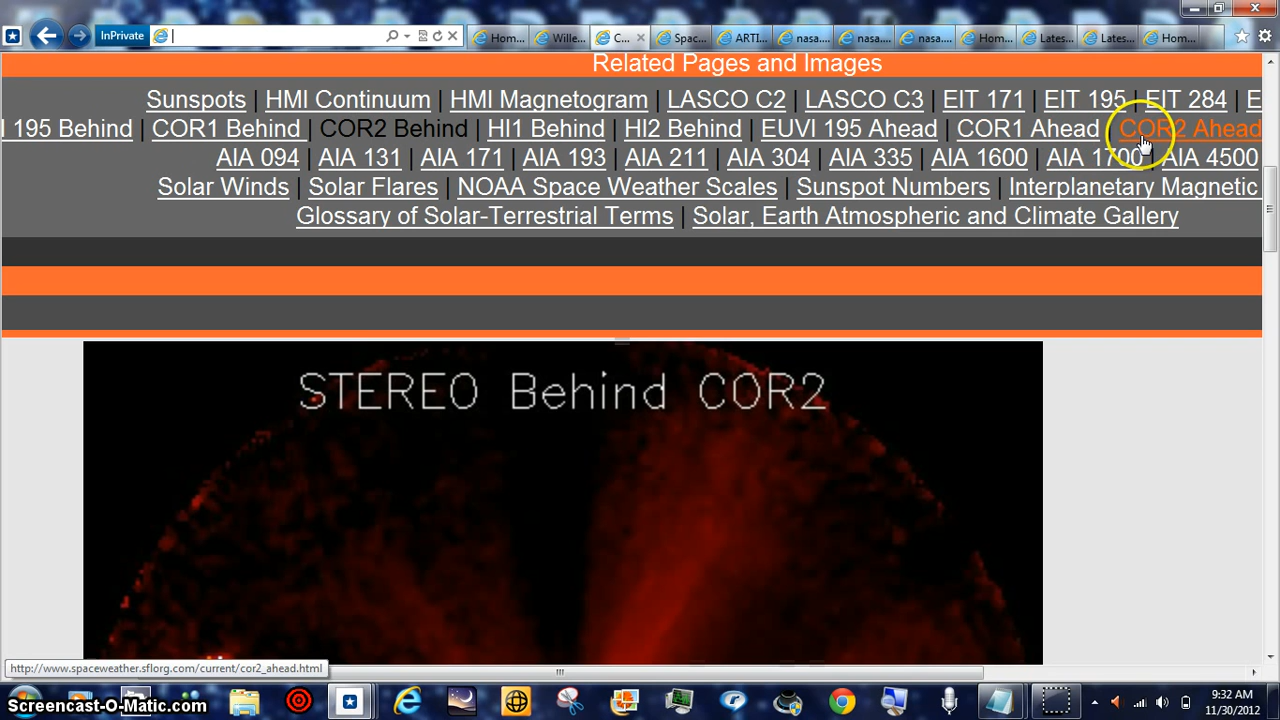 InPrivate
Hom...
Wille...
C...
Spac...
ARTI...
nasa....
nasa....
nasa....
Hom...
Lates...
Lates...
Hom...
Related Pages and Images
Sunspots | HMI Continuum | HMI Magnetogram | LASCO C2 | LASCO C3 | EIT 171 | EIT 195 | EIT 284 | E
I 195 Behind | COR1 Behind | COR2 Behind | HI1 Behind | HI2 Behind | EUVI 195 Ahead | COR1 Ahead | COR2 Ahead
AIA 094 | AIA 131 | AIA 171 | AIA 193 | AIA 211 | AIA 304 | AIA 335 | AIA 1600 | AIA 1700 | AIA 4500
Solar Winds | Solar Flares | NOAA Space Weather Scales | Sunspot Numbers | Interplanetary Magnetic
Glossary of Solar-Terrestrial Terms | Solar, Earth Atmospheric and Climate Gallery
STEREO Behind COR2
http://www.spaceweather.sflorg.com/current/cor2_ahead.html
Screencast-O-Matic.com
9:32 AM
11/30/2012